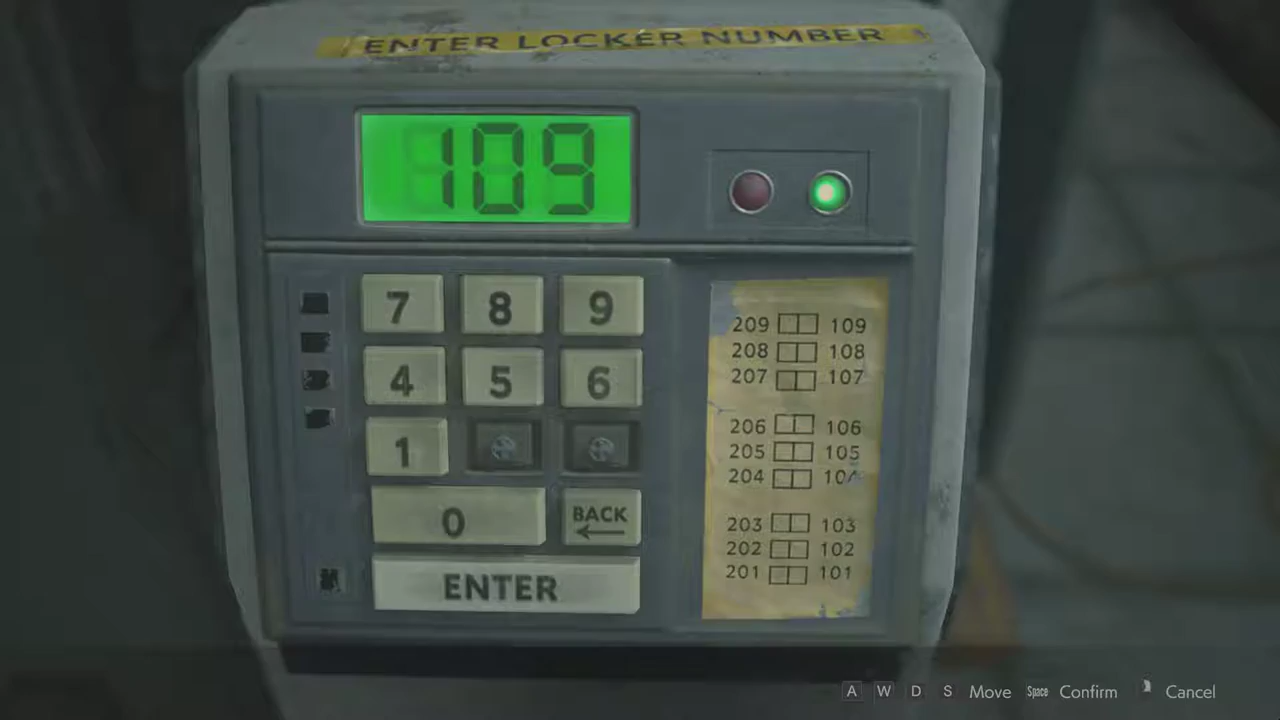 ENTER LOCKER NUMBER
109
7 8 9
4 5 6
1
0 BACK
ENTER
209 109
208 108
207 107
206 106
205 105
204 104
203 103
202 102
201 101
A W D S Move Space Confirm Cancel